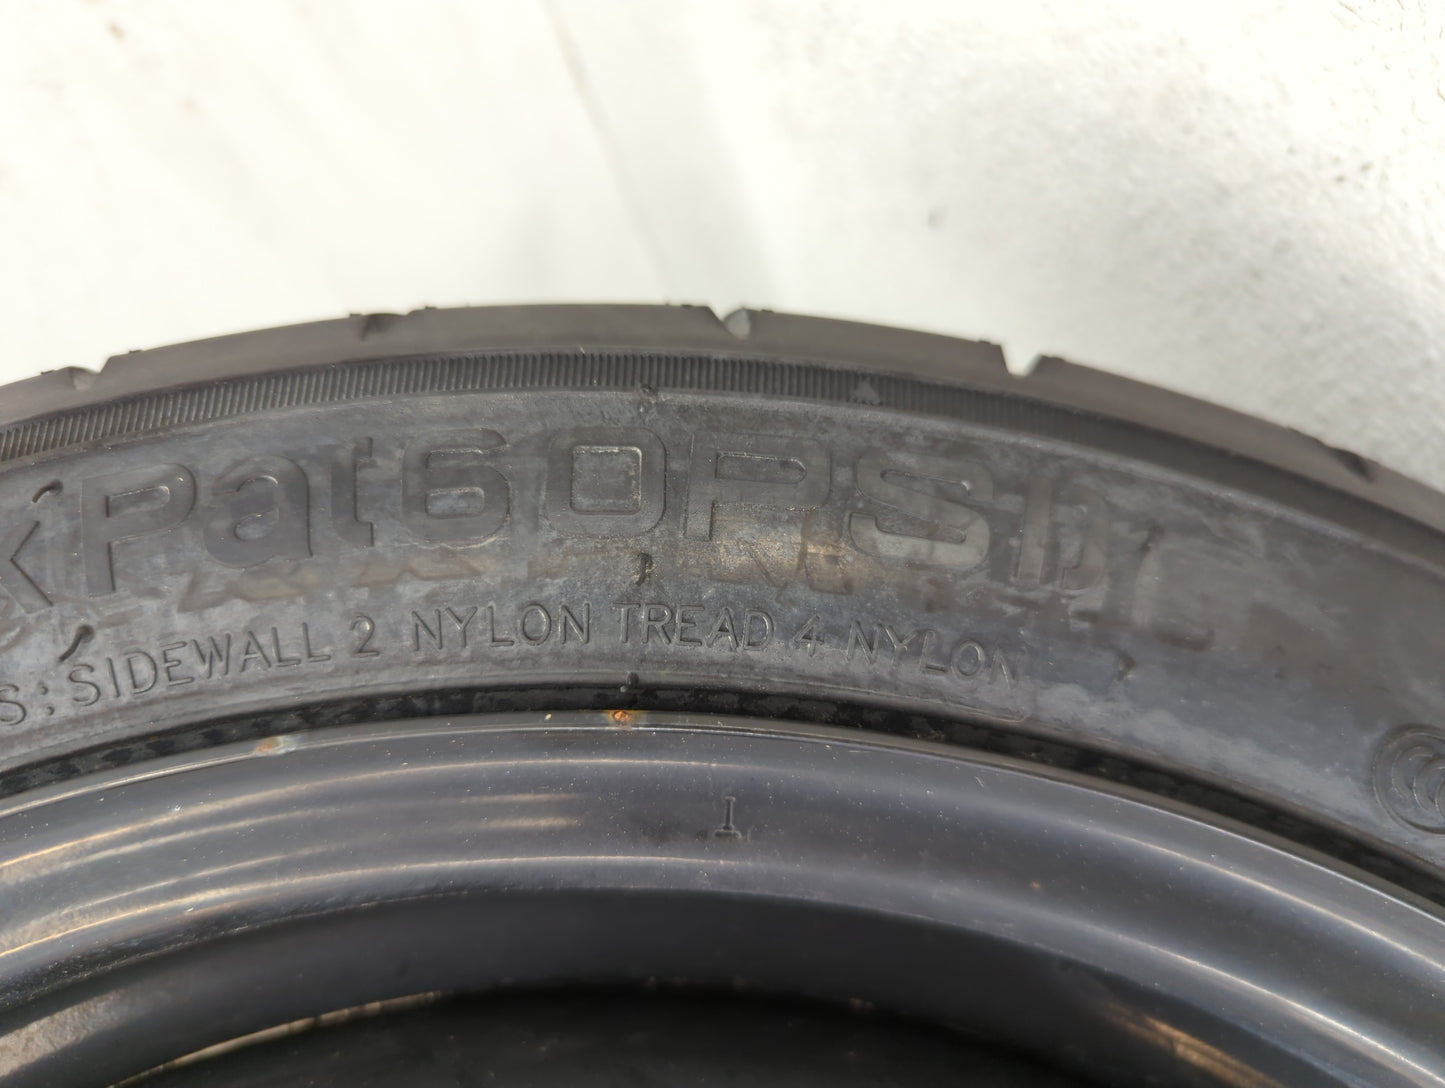 Pat60PSI
S: SIDEWALL 2 NYLON TREAD 4 NYLON
I